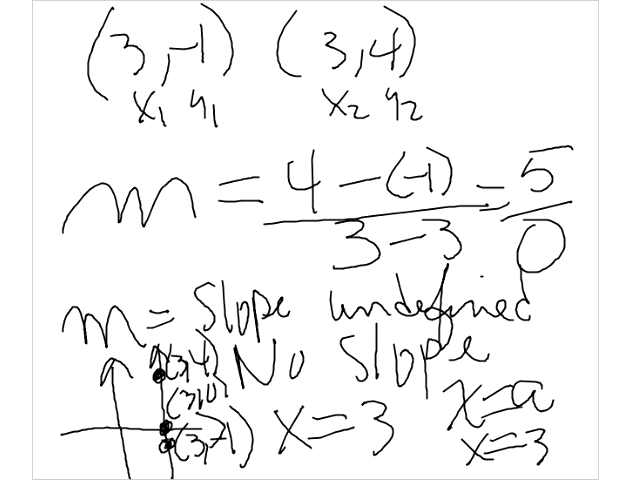 (3,-1) (3,4)
x₁ y₁ x₂ y₂
m = 4-(-1) = 5
3-3 0
m = Slope undefined
(3,4) No Slope
(3,0) x=a
(3,-1) x=3 x=3